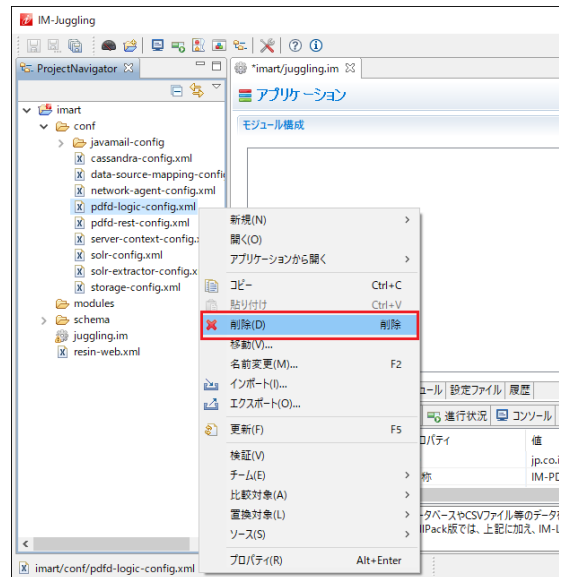 IM-Juggling
ProjectNavigator
*imart/juggling.im
imart
conf
javamail-config
cassandra-config.xml
data-source-mapping-config
network-agent-config.xml
pdfd-logic-config.xml
pdfd-rest-config.xml
server-context-config.
solr-config.xml
solr-extractor-config.x
storage-config.xml
modules
schema
juggling.im
resin-web.xml
アプリケーション
モジュール構成
新規(N)
開く(O)
アプリケーションから開く
コピー Ctrl+C
貼り付け Ctrl+V
削除(D) 削除
移動(V)...
名前変更(M)... F2
インポート(I)...
エクスポート(O)...
更新(F) F5
検証(V)
チーム(E)
比較対象(A)
置換対象(L)
ソース(S)
プロパティ(R) Alt+Enter
ュール 設定ファイル 履歴
進行状況 コンソール
パティ 値
jp.co.i
称 IM-PD
タベースやCSVファイル等のデータを
llPack版では、上記に加え、IM-L
imart/conf/pdfd-logic-config.xml